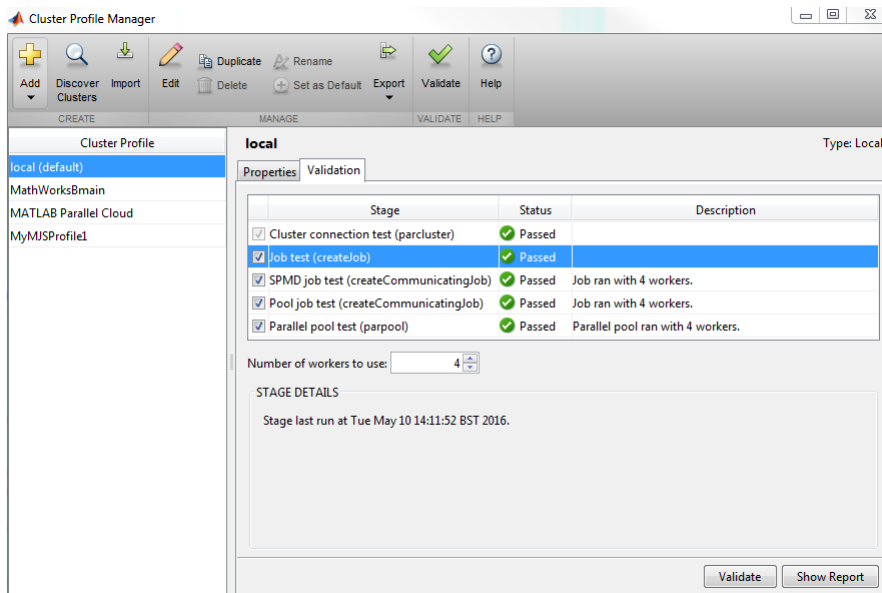 Cluster Profile Manager
Add
Discover Clusters
Import
Edit
Duplicate
Delete
Rename
Set as Default
Export
Validate
Help
CREATE
MANAGE
VALIDATE
HELP
Cluster Profile
local (default)
MathWorksBmain
MATLAB Parallel Cloud
MyMJSProfile1
local
Type: Local
Properties
Validation
Stage Status Description
Cluster connection test (parcluster) Passed
Job test (createJob) Passed
SPMD job test (createCommunicatingJob) Passed Job ran with 4 workers.
Pool job test (createCommunicatingJob) Passed Job ran with 4 workers.
Parallel pool test (parpool) Passed Parallel pool ran with 4 workers.
Number of workers to use: 4
STAGE DETAILS
Stage last run at Tue May 10 14:11:52 BST 2016.
Validate
Show Report